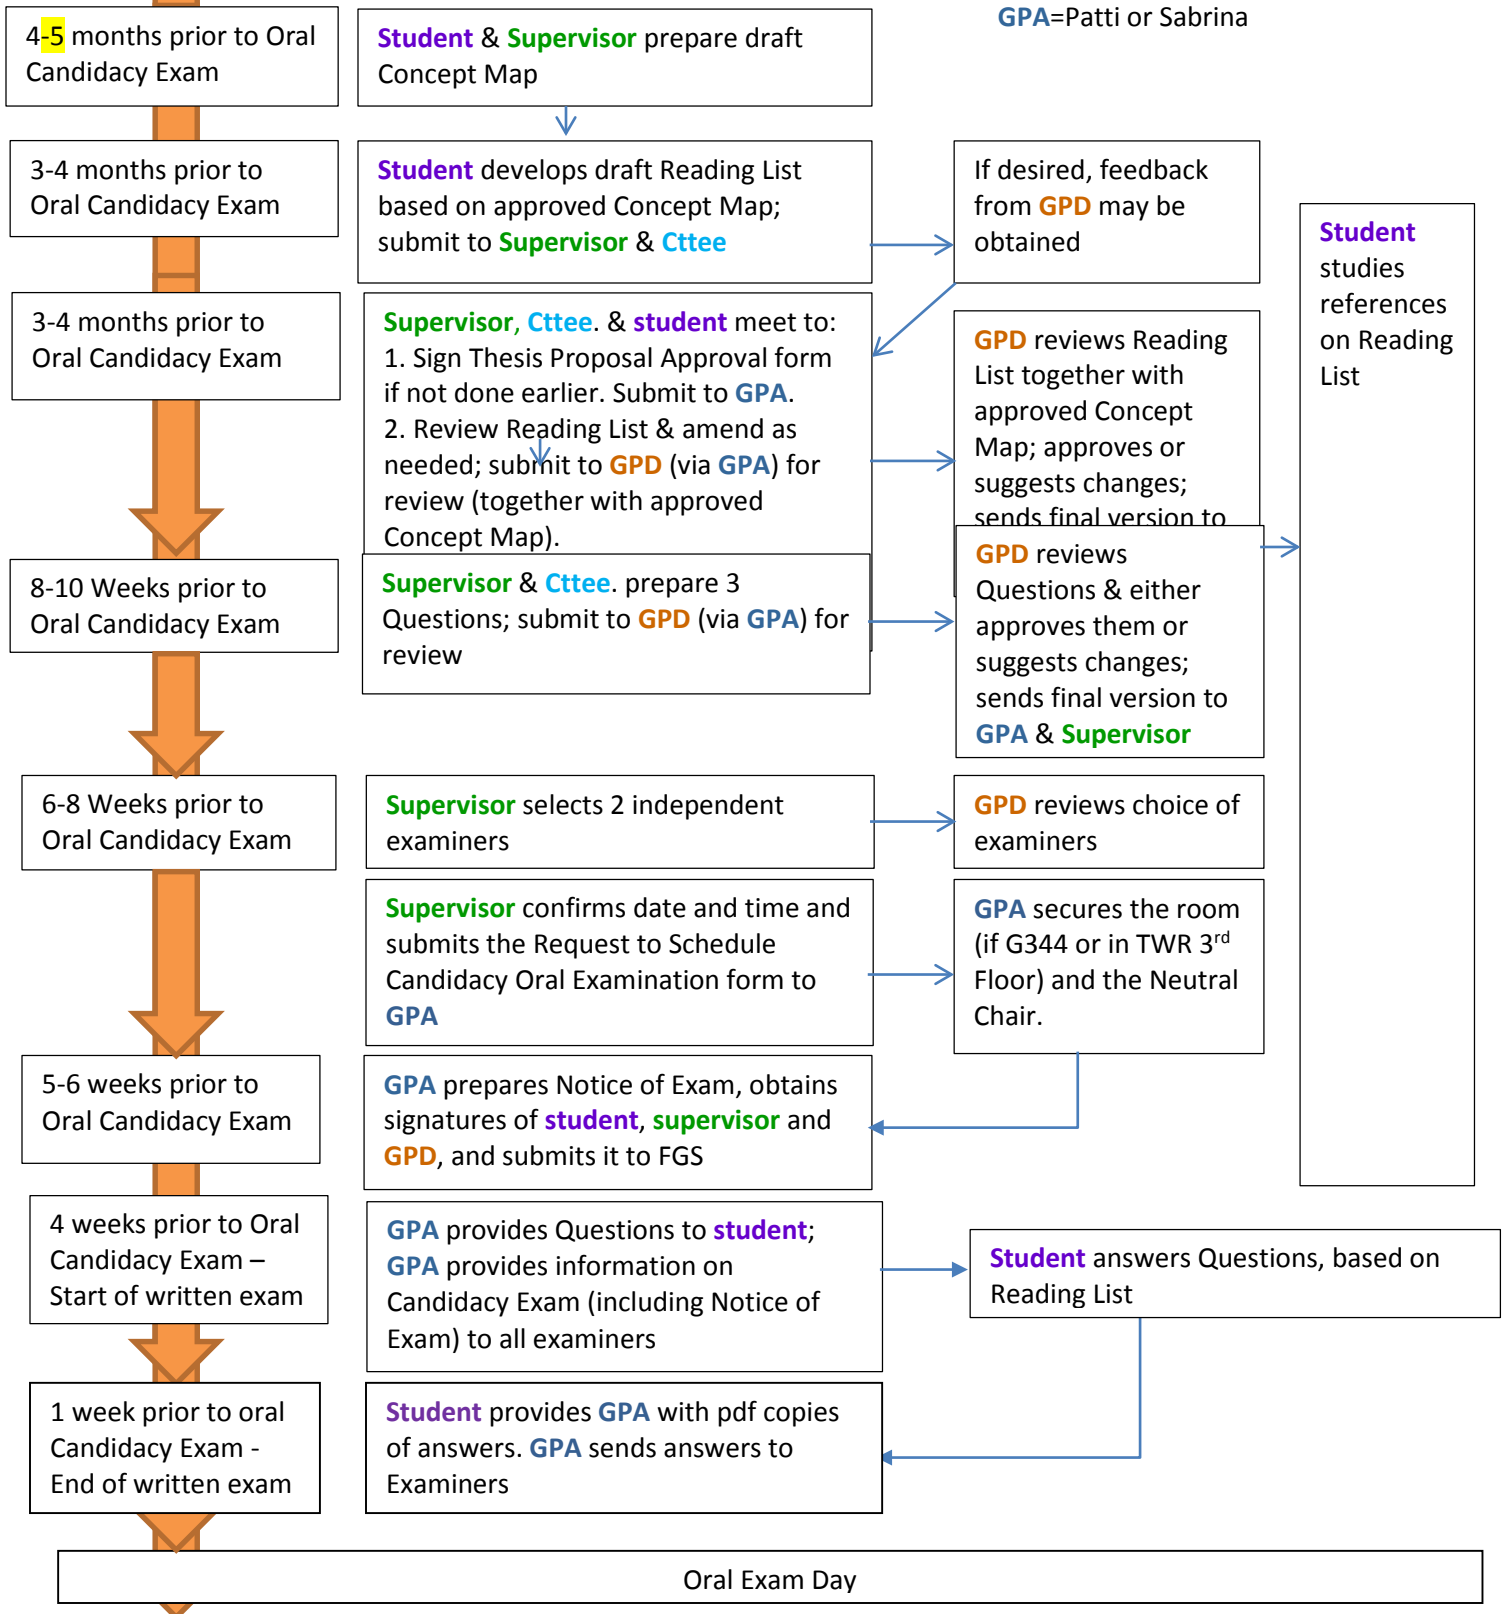 GPA=Patti or Sabrina
4-5 months prior to Oral
Candidacy Exam
Student & Supervisor prepare draft
Concept Map
3-4 months prior to
Oral Candidacy Exam
Student develops draft Reading List
based on approved Concept Map;
submit to Supervisor & Cttee
If desired, feedback
from GPD may be
obtained
Student
studies
references
on Reading
List
3-4 months prior to
Oral Candidacy Exam
Supervisor, Cttee. & student meet to:
1. Sign Thesis Proposal Approval form
if not done earlier. Submit to GPA.
2. Review Reading List & amend as
needed; submit to GPD (via GPA) for
review (together with approved
Concept Map).
GPD reviews Reading
List together with
approved Concept
Map; approves or
suggests changes;
sends final version to
8-10 Weeks prior to
Oral Candidacy Exam
Supervisor & Cttee. prepare 3
Questions; submit to GPD (via GPA) for
review
GPD reviews
Questions & either
approves them or
suggests changes;
sends final version to
GPA & Supervisor
6-8 Weeks prior to
Oral Candidacy Exam
Supervisor selects 2 independent
examiners
GPD reviews choice of
examiners
Supervisor confirms date and time and
submits the Request to Schedule
Candidacy Oral Examination form to
GPA
GPA secures the room
(if G344 or in TWR 3rd
Floor) and the Neutral
Chair.
5-6 weeks prior to
Oral Candidacy Exam
GPA prepares Notice of Exam, obtains
signatures of student, supervisor and
GPD, and submits it to FGS
4 weeks prior to Oral
Candidacy Exam –
Start of written exam
GPA provides Questions to student;
GPA provides information on
Candidacy Exam (including Notice of
Exam) to all examiners
Student answers Questions, based on
Reading List
1 week prior to oral
Candidacy Exam -
End of written exam
Student provides GPA with pdf copies
of answers. GPA sends answers to
Examiners
Oral Exam Day